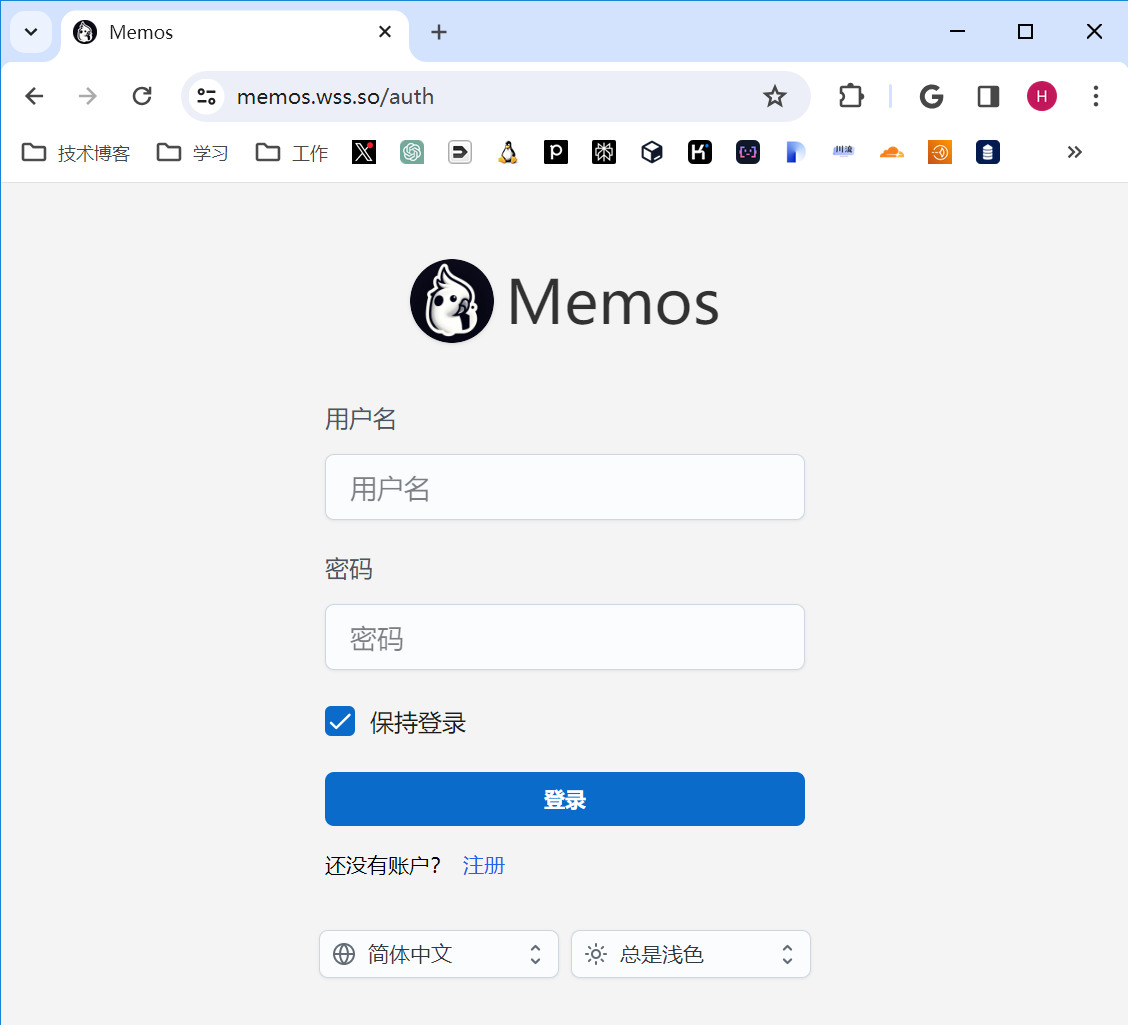 Memos
memos.wss.so/auth
H
技术博客 学习 工作
Memos
用户名
用户名
密码
密码
保持登录
登录
还没有账户? 注册
简体中文 总是浅色